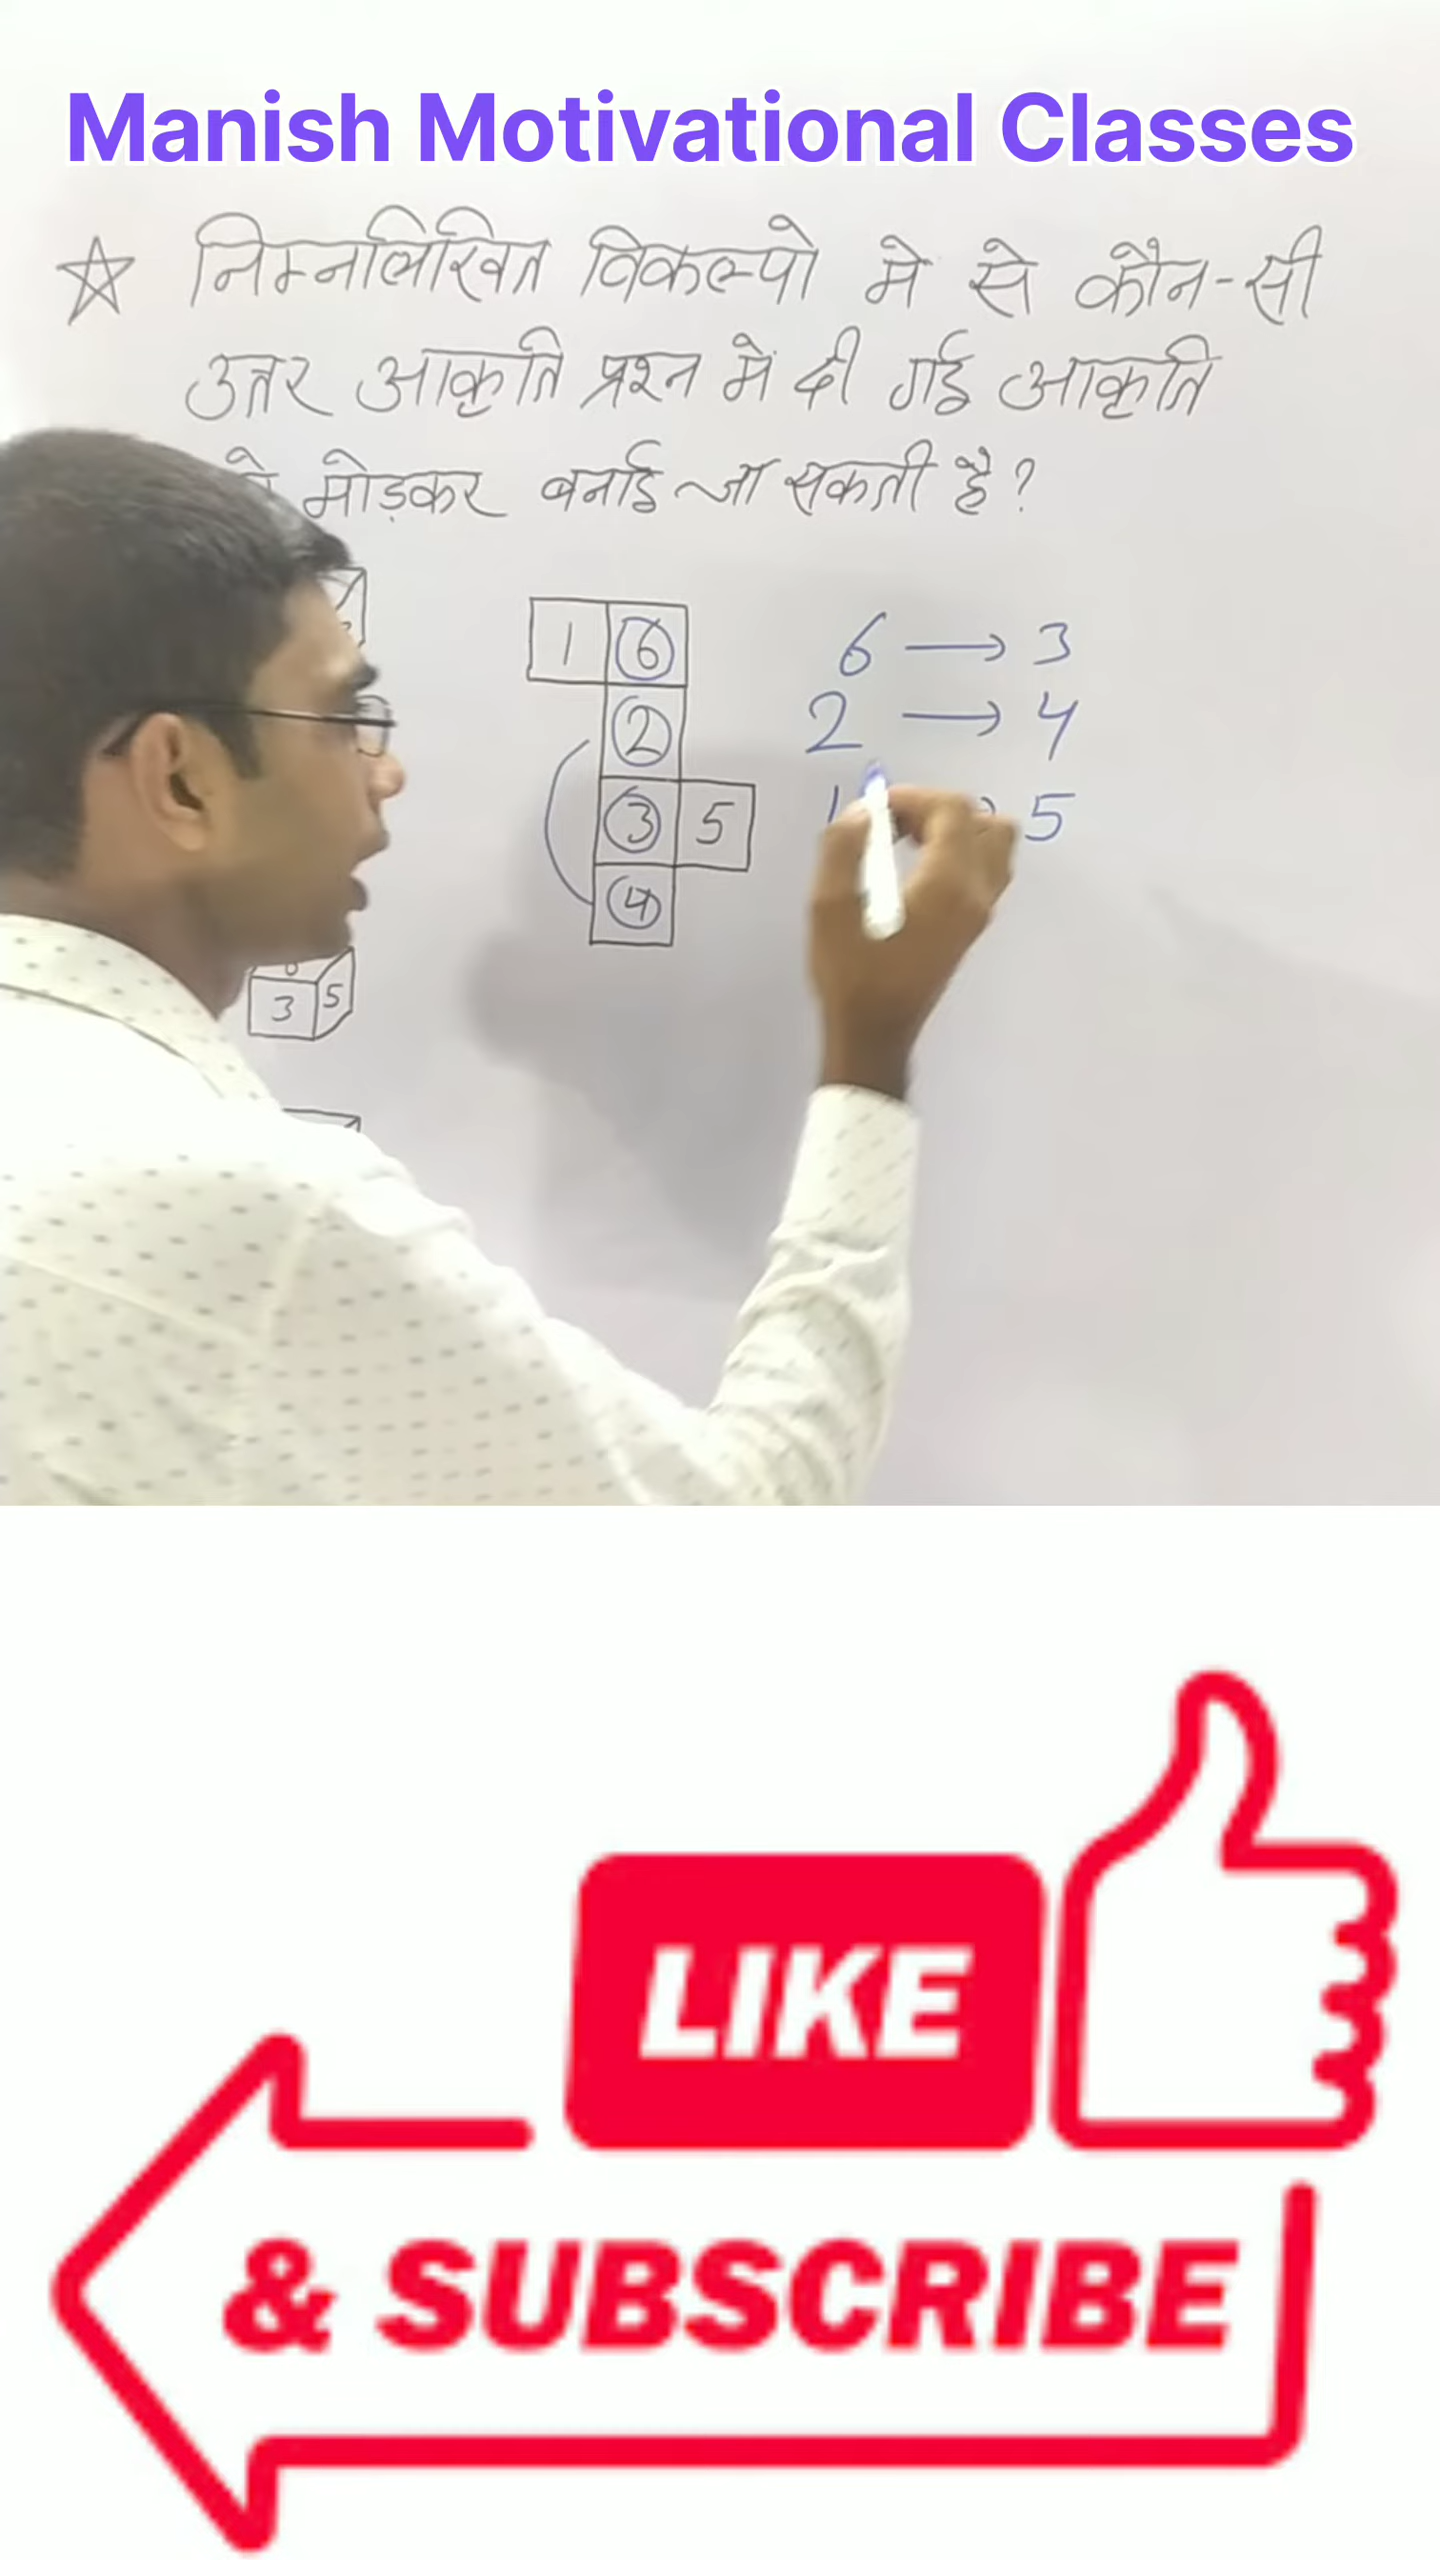 Manish Motivational Classes
☆ निम्नलिखित विकल्पो मे से कौन-सी
उत्तर आकृति प्रश्न में दी गई आकृति
मोड़कर बनाई जा सकती है?
1 6
2
3 5
4
6 → 3
2 → 4
1 → 5
3 5
LIKE
& SUBSCRIBE